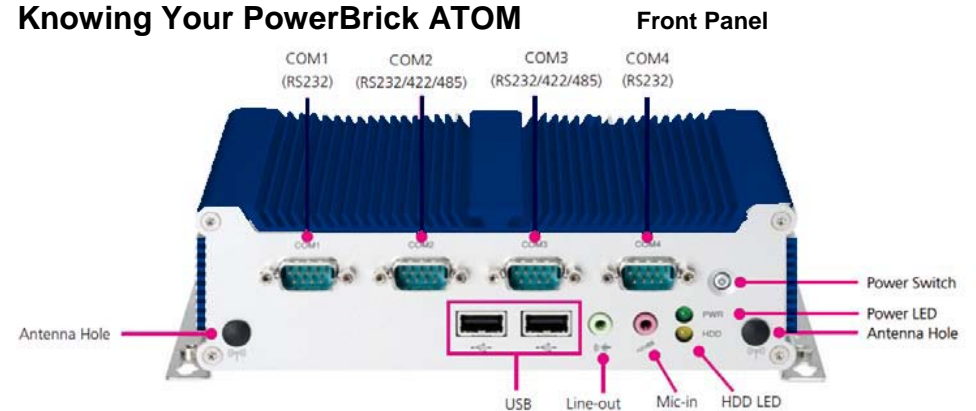 Knowing Your PowerBrick ATOM
Front Panel
COM1
(RS232)
COM2
(RS232/422/485)
COM3
(RS232/422/485)
COM4
(RS232)
COM1
COM2
COM3
COM4
Power Switch
PWR
Power LED
HDD
Antenna Hole
Antenna Hole
USB
Line-out
Mic-in
HDD LED